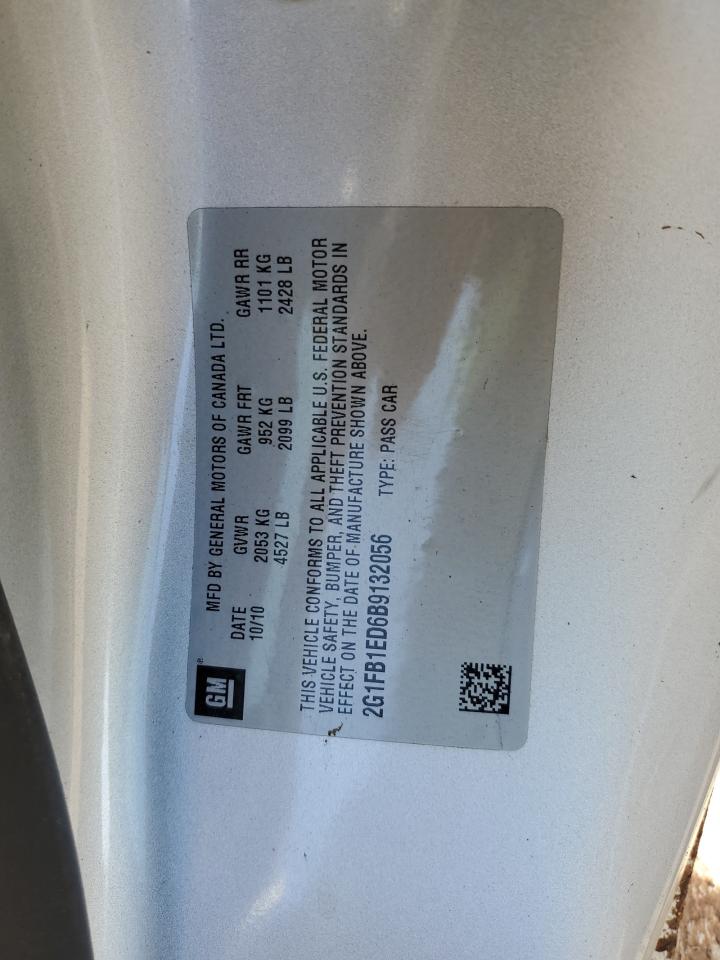 GM®
MFD BY GENERAL MOTORS OF CANADA LTD.
DATE GVWR GAWR FRT GAWR RR
10/10 2053 KG 952 KG 1101 KG
4527 LB 2099 LB 2428 LB
THIS VEHICLE CONFORMS TO ALL APPLICABLE U.S. FEDERAL MOTOR
VEHICLE SAFETY, BUMPER, AND THEFT PREVENTION STANDARDS IN
EFFECT ON THE DATE OF MANUFACTURE SHOWN ABOVE.
2G1FB1ED6B9132056 TYPE: PASS CAR